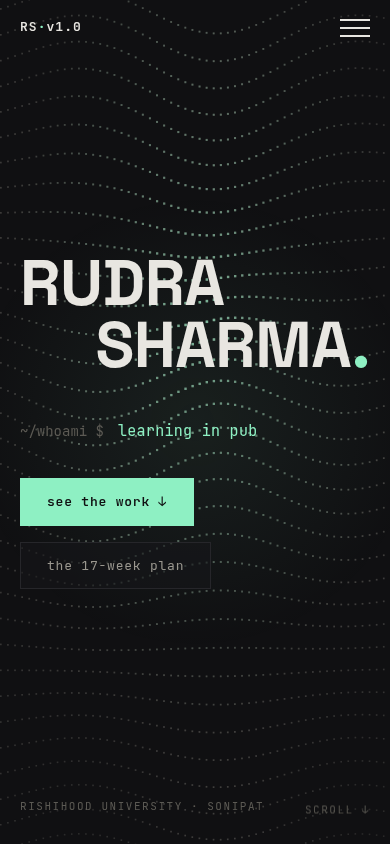 RS·v1.0
RUDRA
SHARMA.
~/whoami $ learning in pub
see the work ↓
the 17-week plan
RISHIHOOD UNIVERSITY · SONIPAT
SCROLL ↓